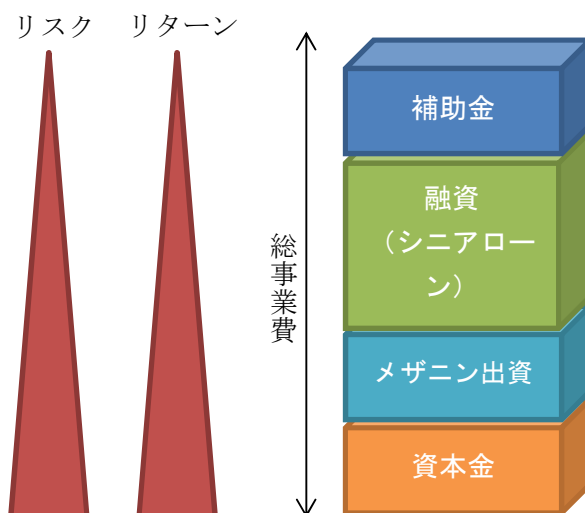 リスク
リターン
総事業費
補助金
融資
（シニアロー
ン）
メザニン出資
資本金